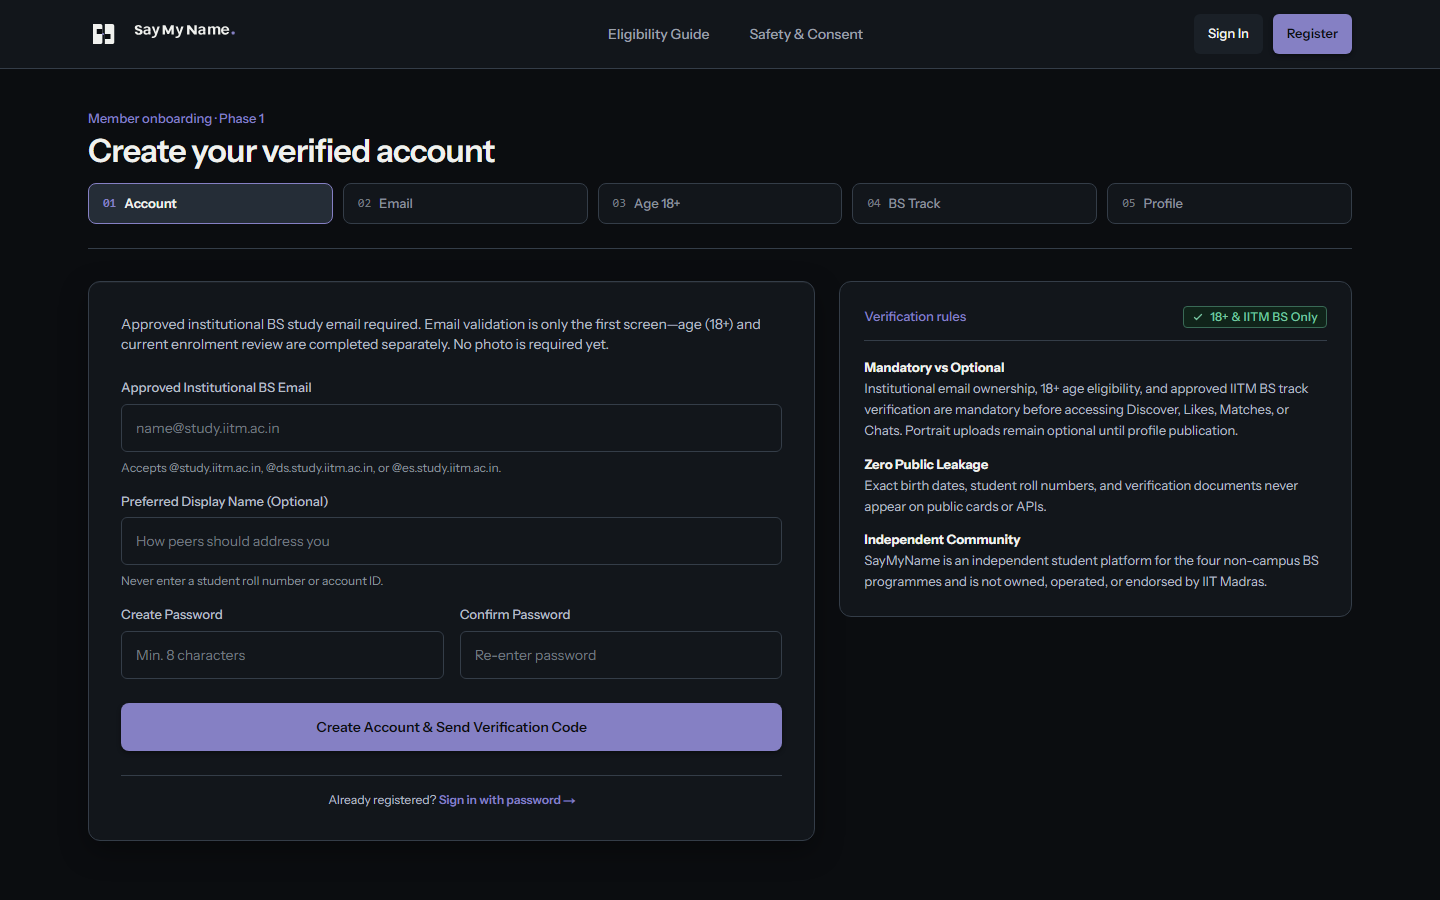 SayMyName.
Eligibility Guide
Safety & Consent
Sign In
Register
Member onboarding · Phase 1
Create your verified account
01 Account
02 Email
03 Age 18+
04 BS Track
05 Profile
Approved institutional BS study email required. Email validation is only the first screen—age (18+) and
current enrolment review are completed separately. No photo is required yet.
Approved Institutional BS Email
name@study.iitm.ac.in
Accepts @study.iitm.ac.in, @ds.study.iitm.ac.in, or @es.study.iitm.ac.in.
Preferred Display Name (Optional)
How peers should address you
Never enter a student roll number or account ID.
Create Password
Confirm Password
Min. 8 characters
Re-enter password
Create Account & Send Verification Code
Already registered? Sign in with password →
Verification rules
✓ 18+ & IITM BS Only
Mandatory vs Optional
Institutional email ownership, 18+ age eligibility, and approved IITM BS track
verification are mandatory before accessing Discover, Likes, Matches, or
Chats. Portrait uploads remain optional until profile publication.
Zero Public Leakage
Exact birth dates, student roll numbers, and verification documents never
appear on public cards or APIs.
Independent Community
SayMyName is an independent student platform for the four non-campus BS
programmes and is not owned, operated, or endorsed by IIT Madras.